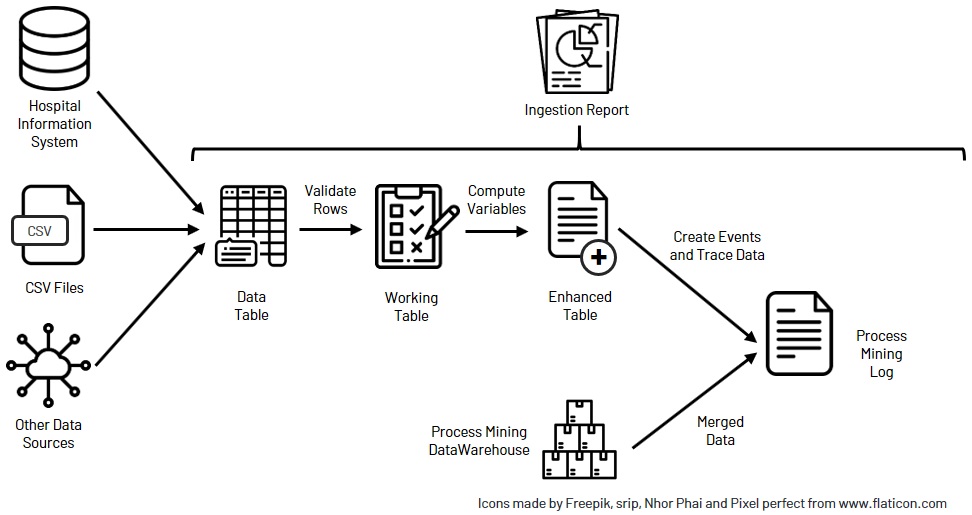 Hospital
Information
System
Ingestion Report
CSV
CSV Files
Validate
Rows
Compute
Variables
Create Events
and Trace Data
Data
Table
Working
Table
Enhanced
Table
Process
Mining
Log
Other Data
Sources
Process Mining
DataWarehouse
Merged
Data
Icons made by Freepik, srip, Nhor Phai and Pixel perfect from www.flaticon.com